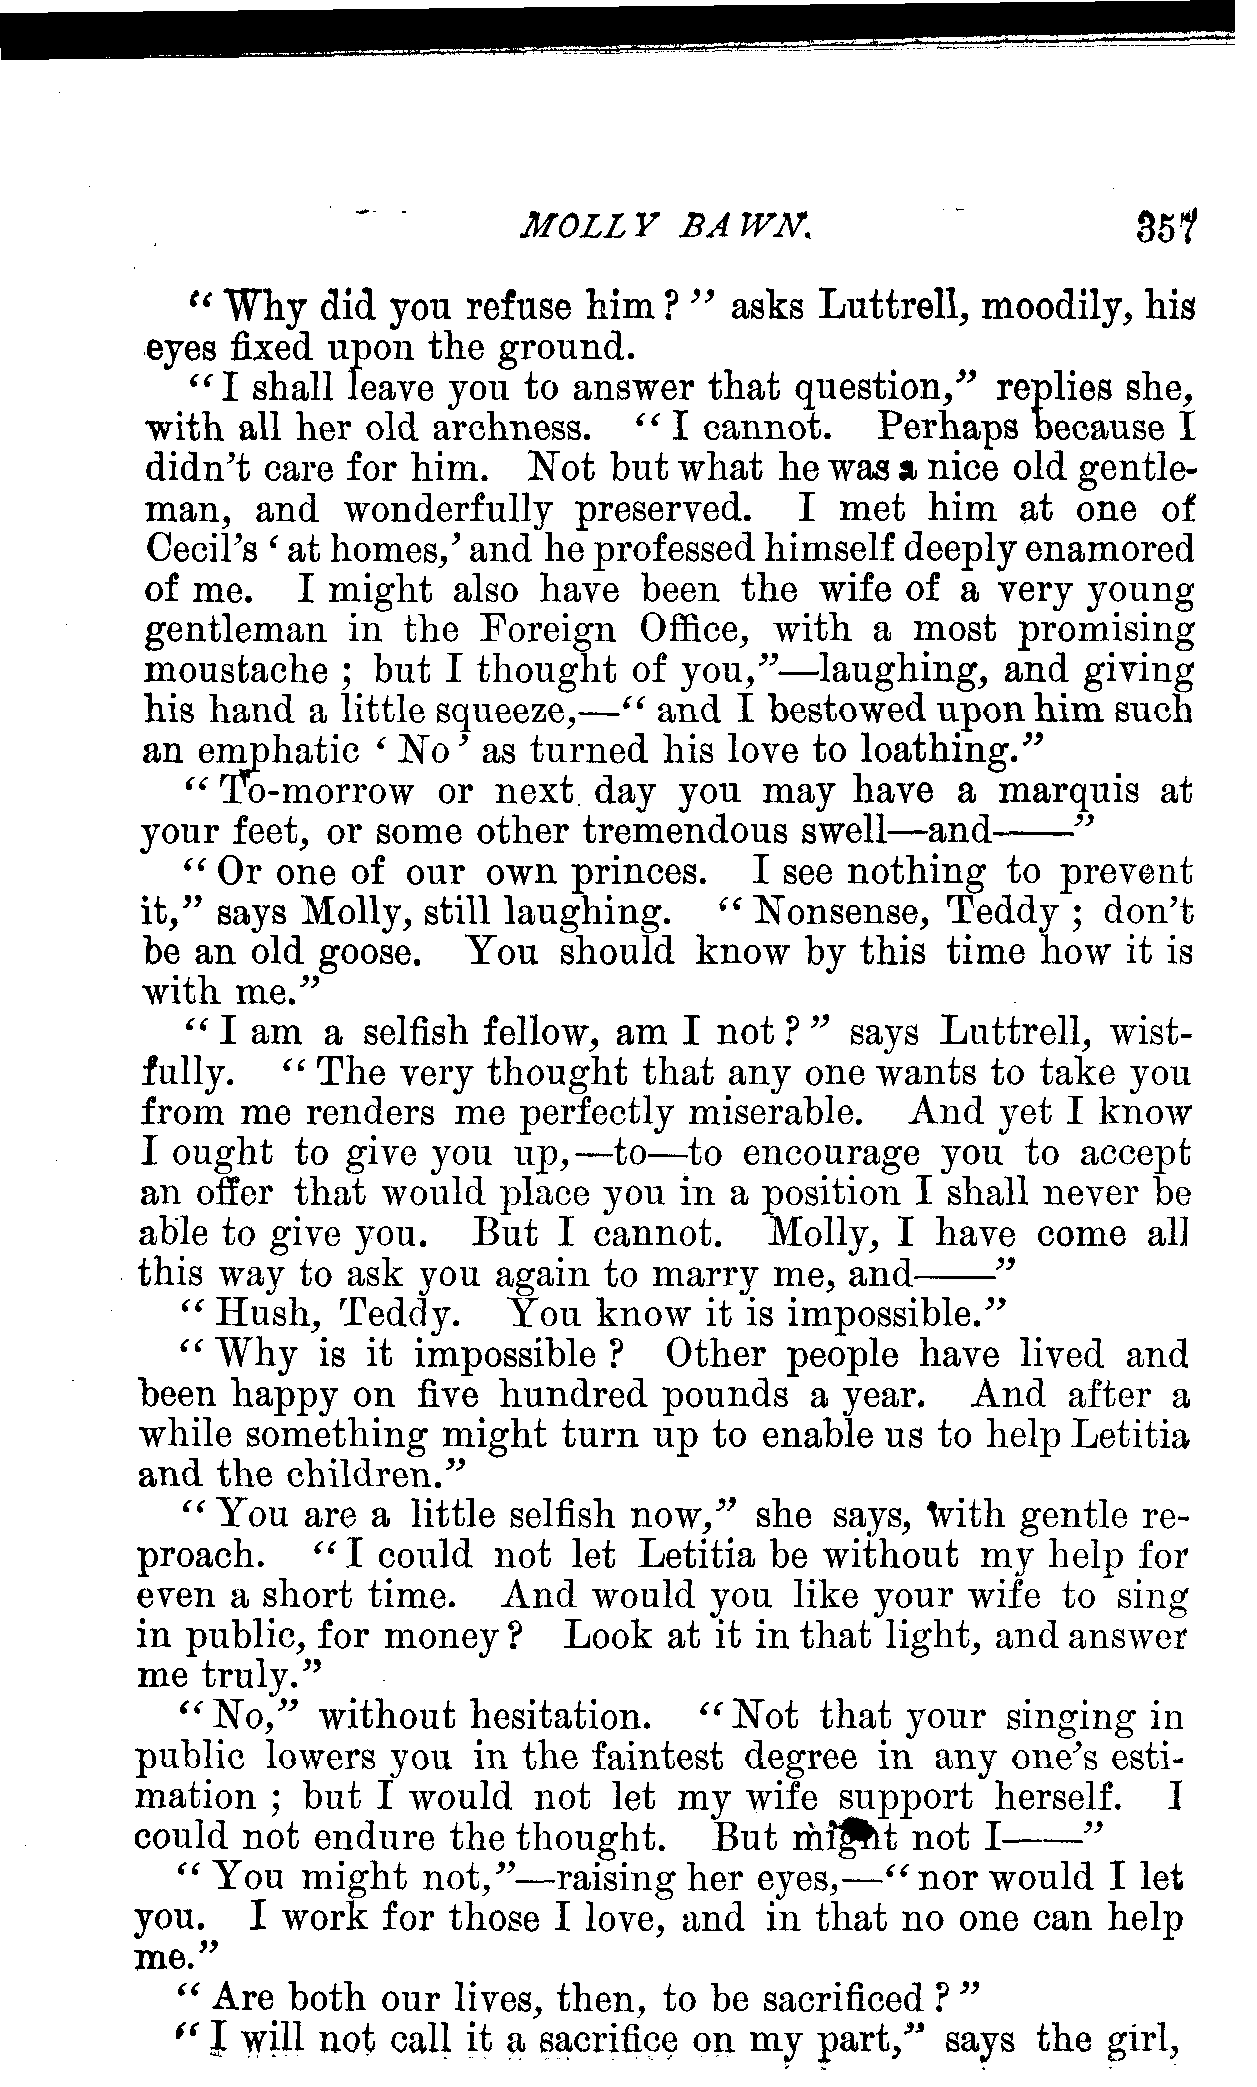 MOLLY BAWN. 357
“Why did you refuse him?” asks Luttrell, moodily, his
eyes fixed upon the ground.
“I shall leave you to answer that question,” replies she,
with all her old archness. “I cannot. Perhaps because I
didn’t care for him. Not but what he was a nice old gentle-
man, and wonderfully preserved. I met him at one of
Cecil’s ‘at homes,’ and he professed himself deeply enamored
of me. I might also have been the wife of a very young
gentleman in the Foreign Office, with a most promising
moustache; but I thought of you,”—laughing, and giving
his hand a little squeeze,—“and I bestowed upon him such
an emphatic ‘No’ as turned his love to loathing.”
“To-morrow or next day you may have a marquis at
your feet, or some other tremendous swell—and——”
“Or one of our own princes. I see nothing to prevent
it,” says Molly, still laughing. “Nonsense, Teddy; don’t
be an old goose. You should know by this time how it is
with me.”
“I am a selfish fellow, am I not?” says Luttrell, wist-
fully. “The very thought that any one wants to take you
from me renders me perfectly miserable. And yet I know
I ought to give you up,—to—to encourage you to accept
an offer that would place you in a position I shall never be
able to give you. But I cannot. Molly, I have come all
this way to ask you again to marry me, and——”
“Hush, Teddy. You know it is impossible.”
“Why is it impossible? Other people have lived and
been happy on five hundred pounds a year. And after a
while something might turn up to enable us to help Letitia
and the children.”
“You are a little selfish now,” she says, with gentle re-
proach. “I could not let Letitia be without my help for
even a short time. And would you like your wife to sing
in public, for money? Look at it in that light, and answer
me truly.”
“No,” without hesitation. “Not that your singing in
public lowers you in the faintest degree in any one’s esti-
mation; but I would not let my wife support herself. I
could not endure the thought. But might not I——”
“You might not,”—raising her eyes,—“nor would I let
you. I work for those I love, and in that no one can help
me.”
“Are both our lives, then, to be sacrificed?”
“I will not call it a sacrifice on my part,” says the girl,